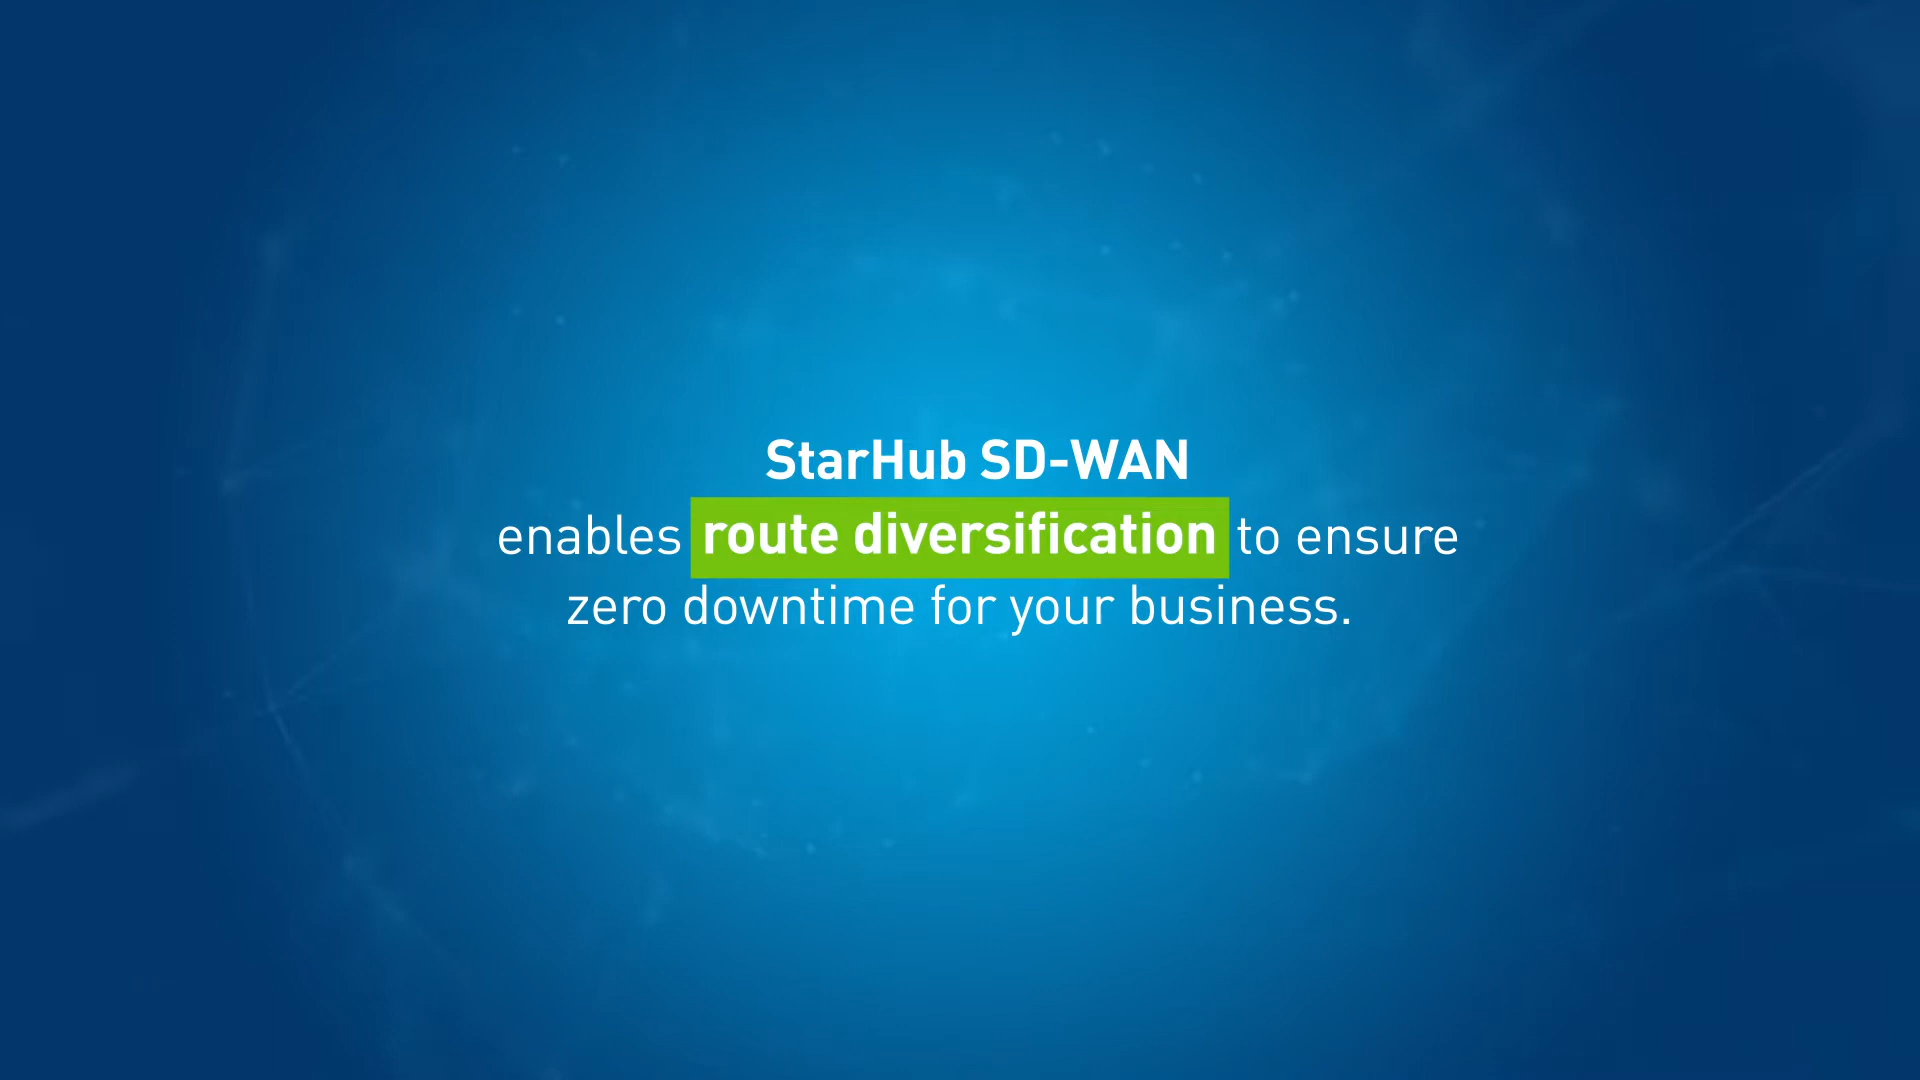 StarHub SD-WAN
enables route diversification to ensure
zero downtime for your business.